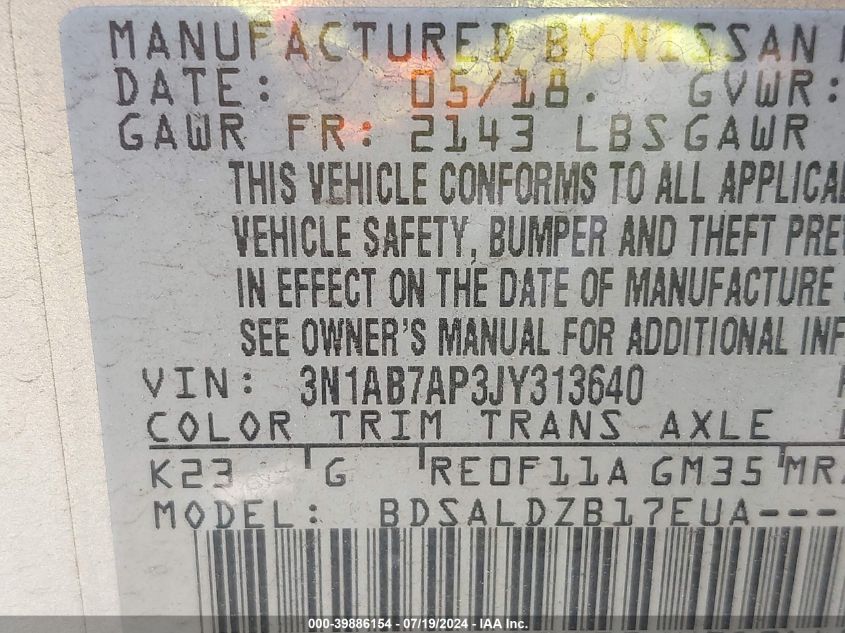 MANUFACTURED BY NISSAN
DATE: 05/18. GVWR:
GAWR FR: 2143 LBS GAWR
THIS VEHICLE CONFORMS TO ALL APPLICA
VEHICLE SAFETY, BUMPER AND THEFT PRE
IN EFFECT ON THE DATE OF MANUFACTURE
SEE OWNER'S MANUAL FOR ADDITIONAL INF
VIN: 3N1AB7AP3JY313640
COLOR TRIM TRANS AXLE
K23 G RE0F11A GM35 MR
MODEL: BDSALDZB17EUA---
000-39886154 - 07/19/2024 - IAA Inc.